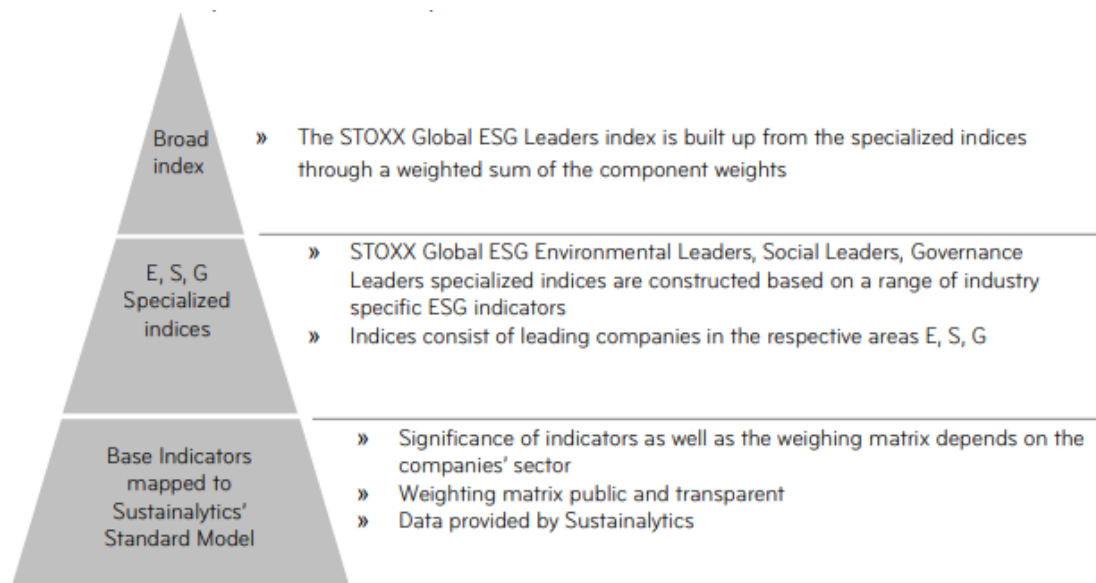 Broad
index
» The STOXX Global ESG Leaders index is built up from the specialized indices
through a weighted sum of the component weights
E, S, G
Specialized
indices
» STOXX Global ESG Environmental Leaders, Social Leaders, Governance
Leaders specialized indices are constructed based on a range of industry
specific ESG indicators
» Indices consist of leading companies in the respective areas E, S, G
Base Indicators
mapped to
Sustainalytics'
Standard Model
» Significance of indicators as well as the weighing matrix depends on the
companies' sector
» Weighting matrix public and transparent
» Data provided by Sustainalytics